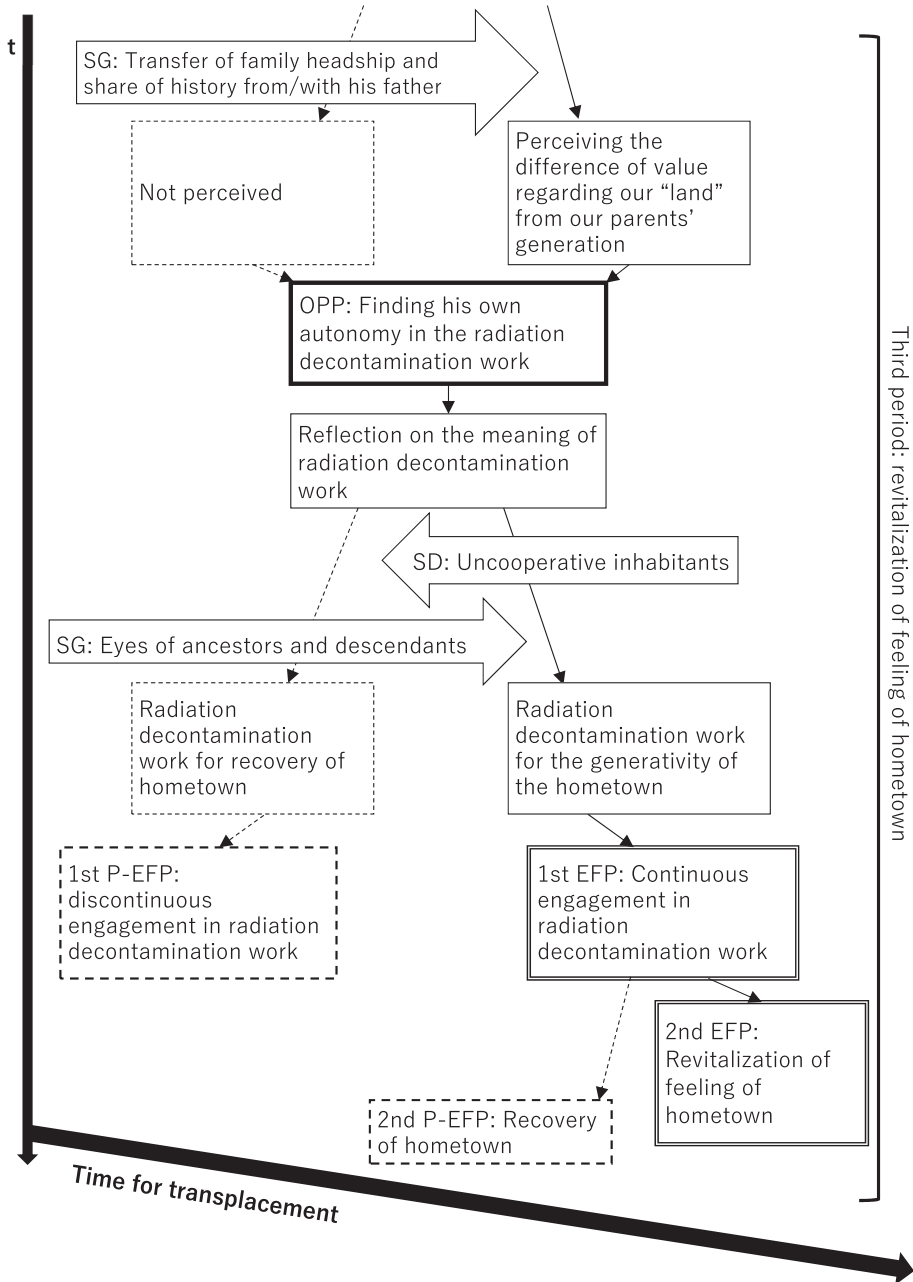 t
SG: Transfer of family headship and
share of history from/with his father
Not perceived
Perceiving the
difference of value
regarding our “land”
from our parents’
generation
OPP: Finding his own
autonomy in the radiation
decontamination work
Reflection on the meaning of
radiation decontamination
work
SD: Uncooperative inhabitants
SG: Eyes of ancestors and descendants
Radiation
decontamination
work for recovery of
hometown
Radiation
decontamination work
for the generativity of
the hometown
1st P-EFP:
discontinuous
engagement in radiation
decontamination work
1st EFP: Continuous
engagement in
radiation
decontamination work
2nd EFP:
Revitalization of
feeling of
hometown
2nd P-EFP: Recovery
of hometown
Time for transplacement
Third period: revitalization of feeling of hometown